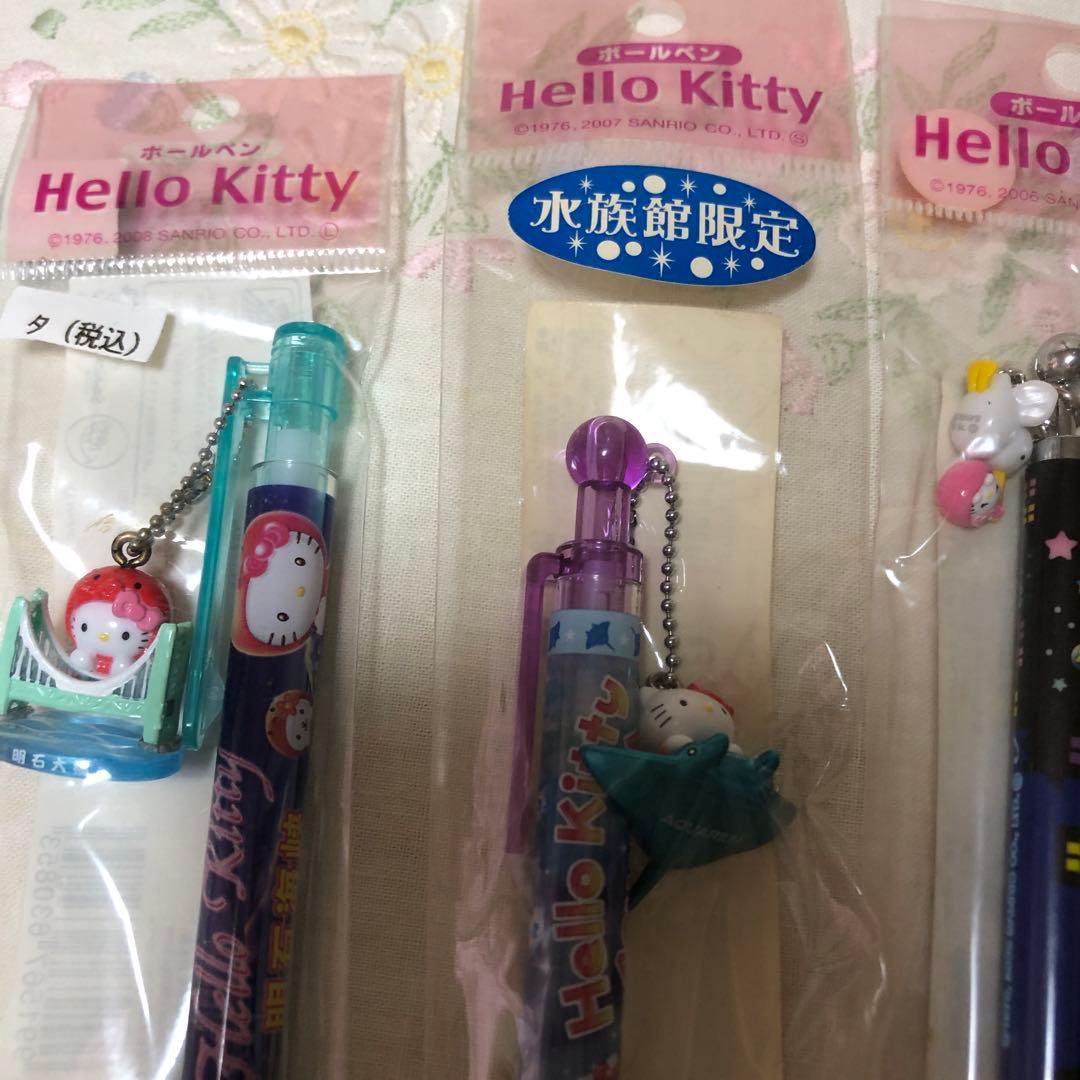 ボールペン
Hello Kitty
©1976, 2008 SANRIO CO., LTD. Ⓛ
タ（税込）
明石大
Hello Kitty
明石海峡
ボールペン
Hello Kitty
©1976, 2007 SANRIO CO., LTD Ⓢ
水族館限定
Hello Kitty
AQUARIUM
ボール
Hello
©1976, 2006 SAN